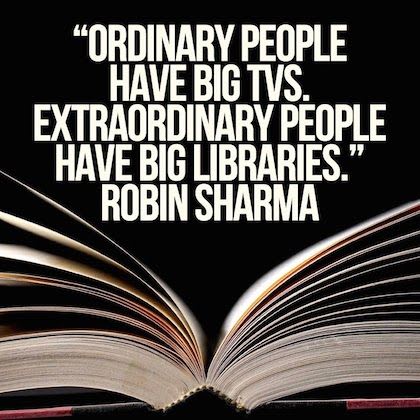 “ORDINARY PEOPLE
HAVE BIG TVS.
EXTRAORDINARY PEOPLE
HAVE BIG LIBRARIES.”
ROBIN SHARMA